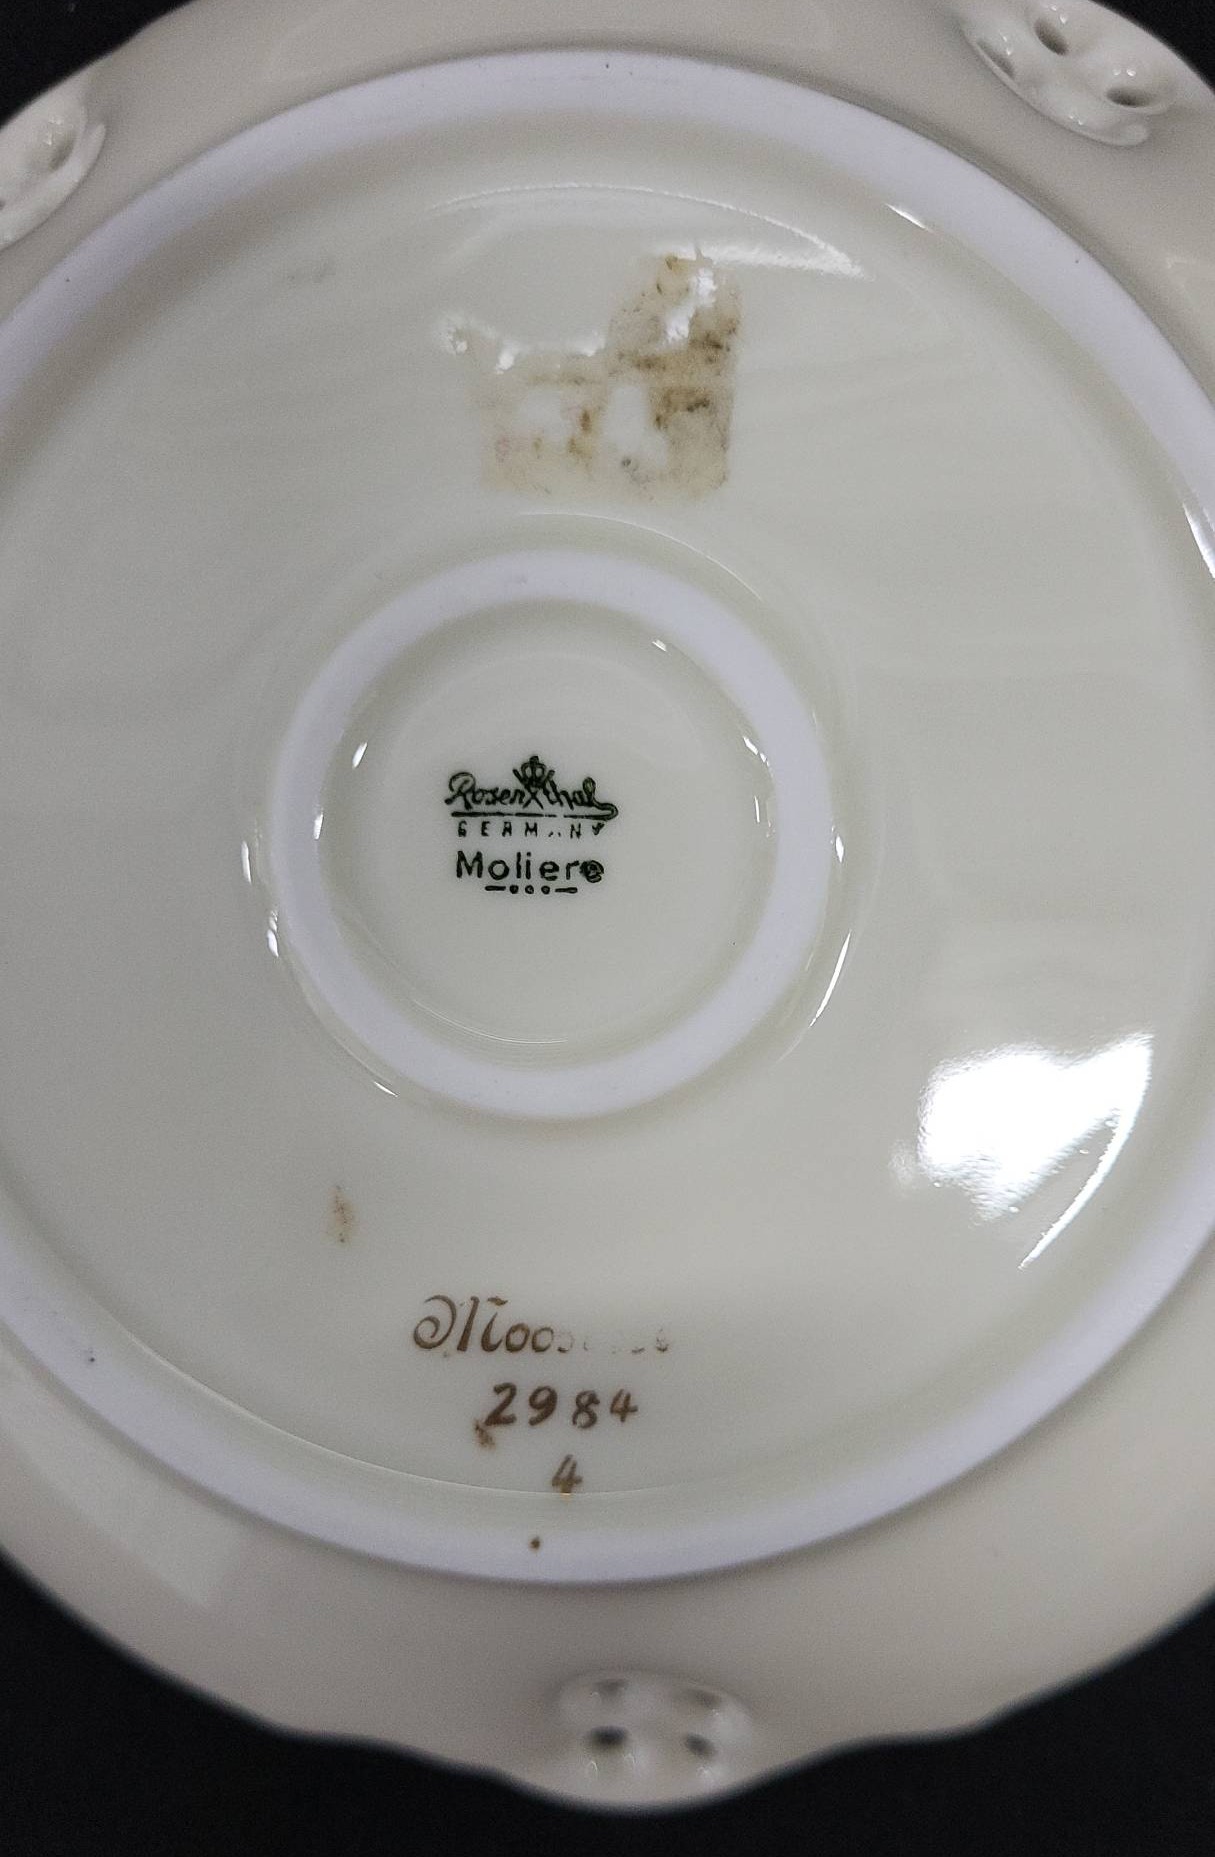 Rosenthal
GERMANY
Moliere
2984
4